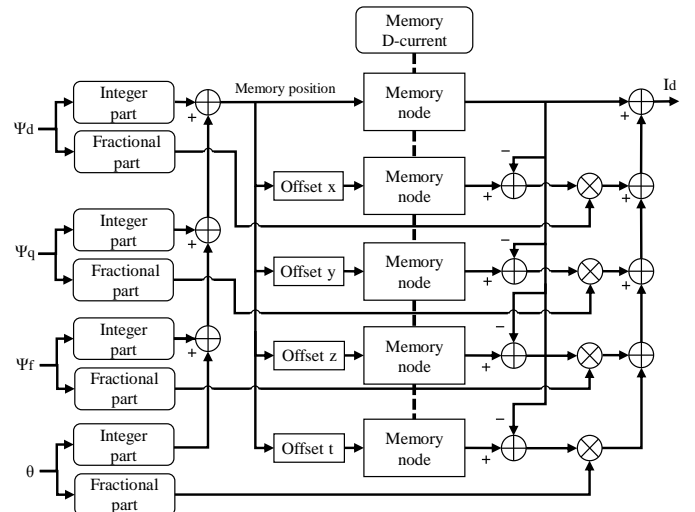 Memory
D-current
Integer
part
Memory position
Memory
node
Id
+
+
Ψd
Fractional
part
−
Offset x
Memory
node
+
+
Integer
part
+
−
Ψq
Fractional
part
Offset y
Memory
node
+
+
Integer
part
+
−
Ψf
Offset z
Memory
node
+
+
Fractional
part
−
Integer
part
Offset t
Memory
node
+
θ
Fractional
part